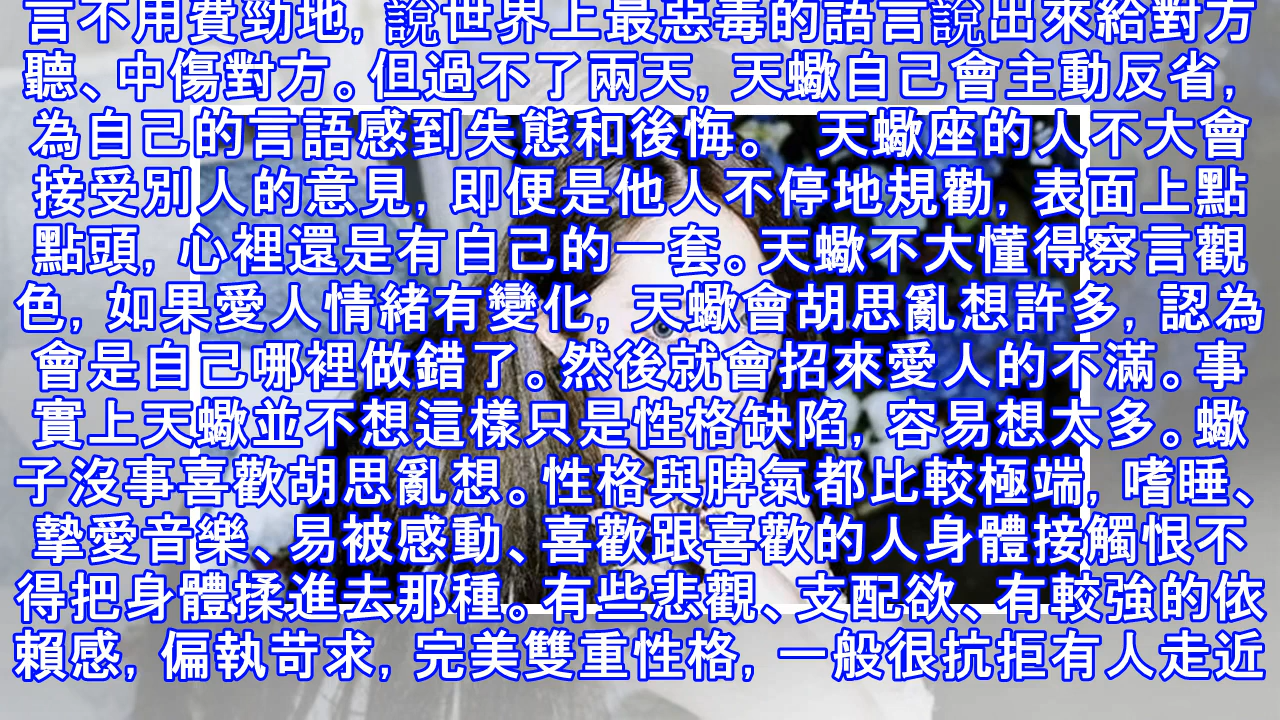 言不用費勁地, 說世界上最惡毒的語言說出來給對方
聽、中傷對方。但過不了兩天, 天蠍自己會主動反省,
為自己的言語感到失態和後悔。 天蠍座的人不大會
接受別人的意見, 即便是他人不停地規勸, 表面上點
點頭, 心裡還是有自己的一套。天蠍不大懂得察言觀
色, 如果愛人情緒有變化, 天蠍會胡思亂想許多, 認為
會是自己哪裡做錯了。然後就會招來愛人的不滿。事
實上天蠍並不想這樣只是性格缺陷, 容易想太多。蠍
子沒事喜歡胡思亂想。性格與脾氣都比較極端, 嗜睡、
摯愛音樂、易被感動、喜歡跟喜歡的人身體接觸恨不
得把身體揉進去那種。有些悲觀、支配欲、有較強的依
賴感, 偏執苛求, 完美雙重性格, 一般很抗拒有人走近